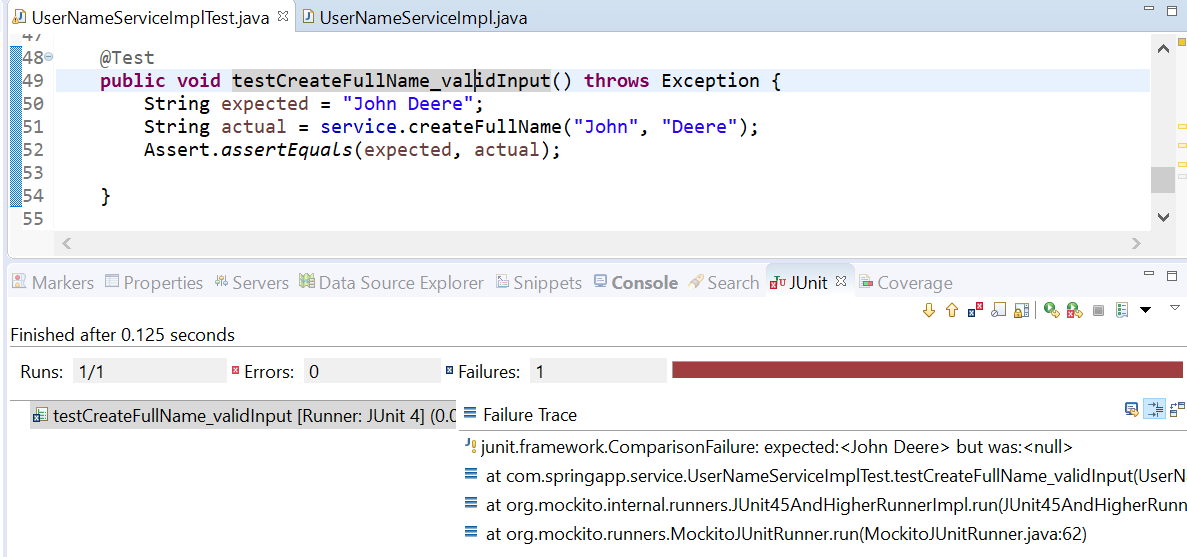 UserNameServiceImplTest.java UserNameServiceImpl.java
47
48 @Test
49 public void testCreateFullName_validInput() throws Exception {
50 String expected = "John Deere";
51 String actual = service.createFullName("John", "Deere");
52 Assert.assertEquals(expected, actual);
53
54 }
55
Markers Properties Servers Data Source Explorer Snippets Console Search JUnit Coverage
Finished after 0.125 seconds
Runs: 1/1 Errors: 0 Failures: 1
testCreateFullName_validInput [Runner: JUnit 4] (0.0 Failure Trace
junit.framework.ComparisonFailure: expected:<John Deere> but was:<null>
at com.springapp.service.UserNameServiceImplTest.testCreateFullName_validInput(UserN
at org.mockito.internal.runners.JUnit45AndHigherRunnerImpl.run(JUnit45AndHigherRunn
at org.mockito.runners.MockitoJUnitRunner.run(MockitoJUnitRunner.java:62)